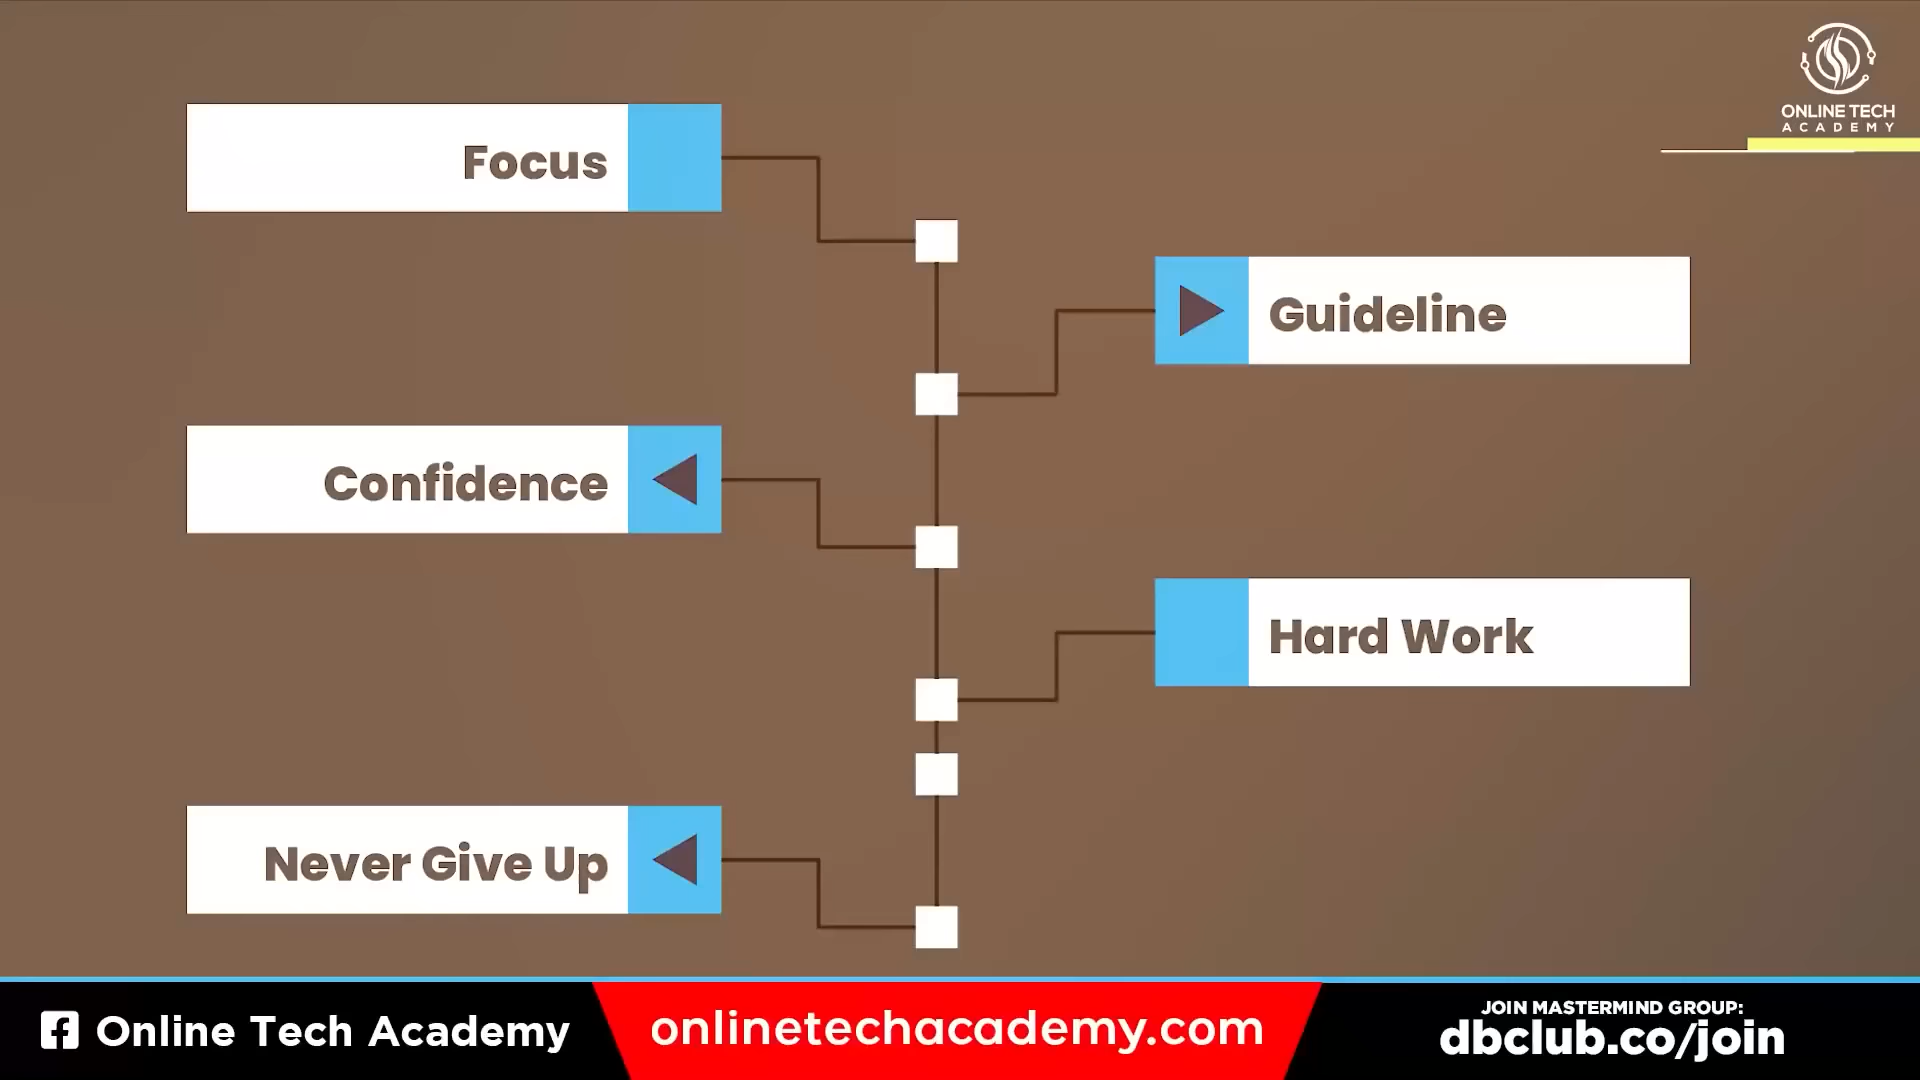 ONLINE TECH
ACADEMY
Focus
Guideline
Confidence
Hard Work
Never Give Up
Online Tech Academy
onlinetechacademy.com
JOIN MASTERMIND GROUP:
dbclub.co/join